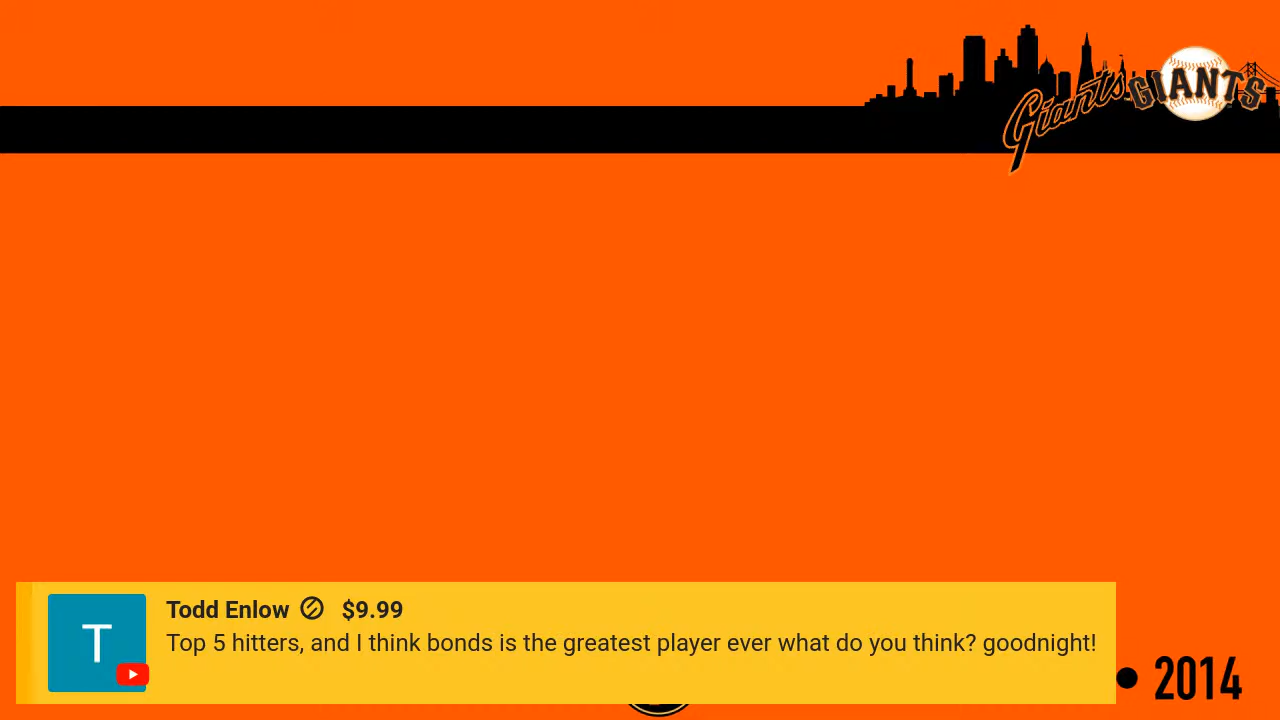 Giants
GIANTS
Todd Enlow $9.99
T
Top 5 hitters, and I think bonds is the greatest player ever what do you think? goodnight!
• 2014